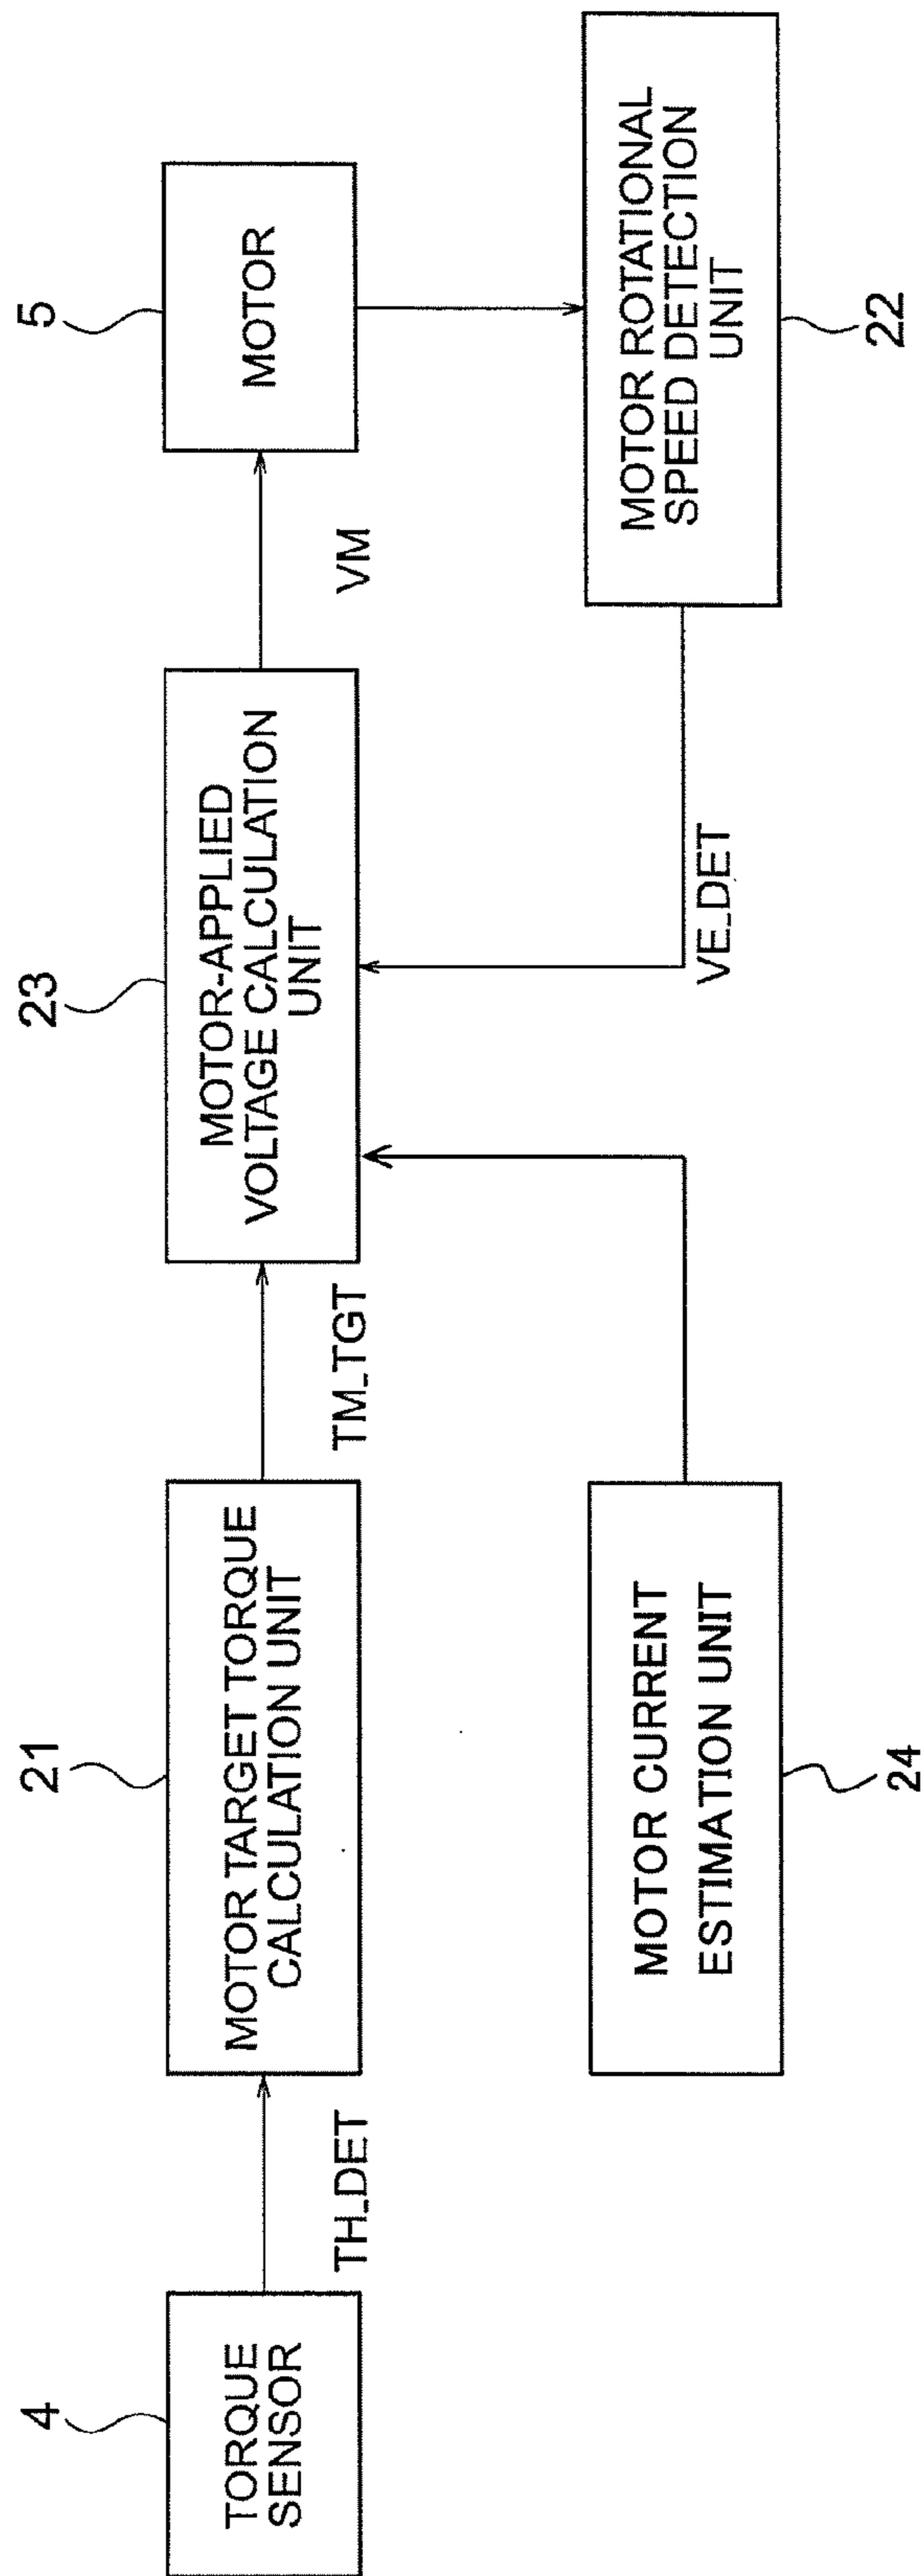 4
TORQUE
SENSOR
TH_DET
21
MOTOR TARGET TORQUE
CALCULATION UNIT
TM_TGT
23
MOTOR-APPLIED
VOLTAGE CALCULATION
UNIT
VM
5
MOTOR
MOTOR CURRENT
ESTIMATION UNIT
24
VE_DET
MOTOR ROTATIONAL
SPEED DETECTION
UNIT
22